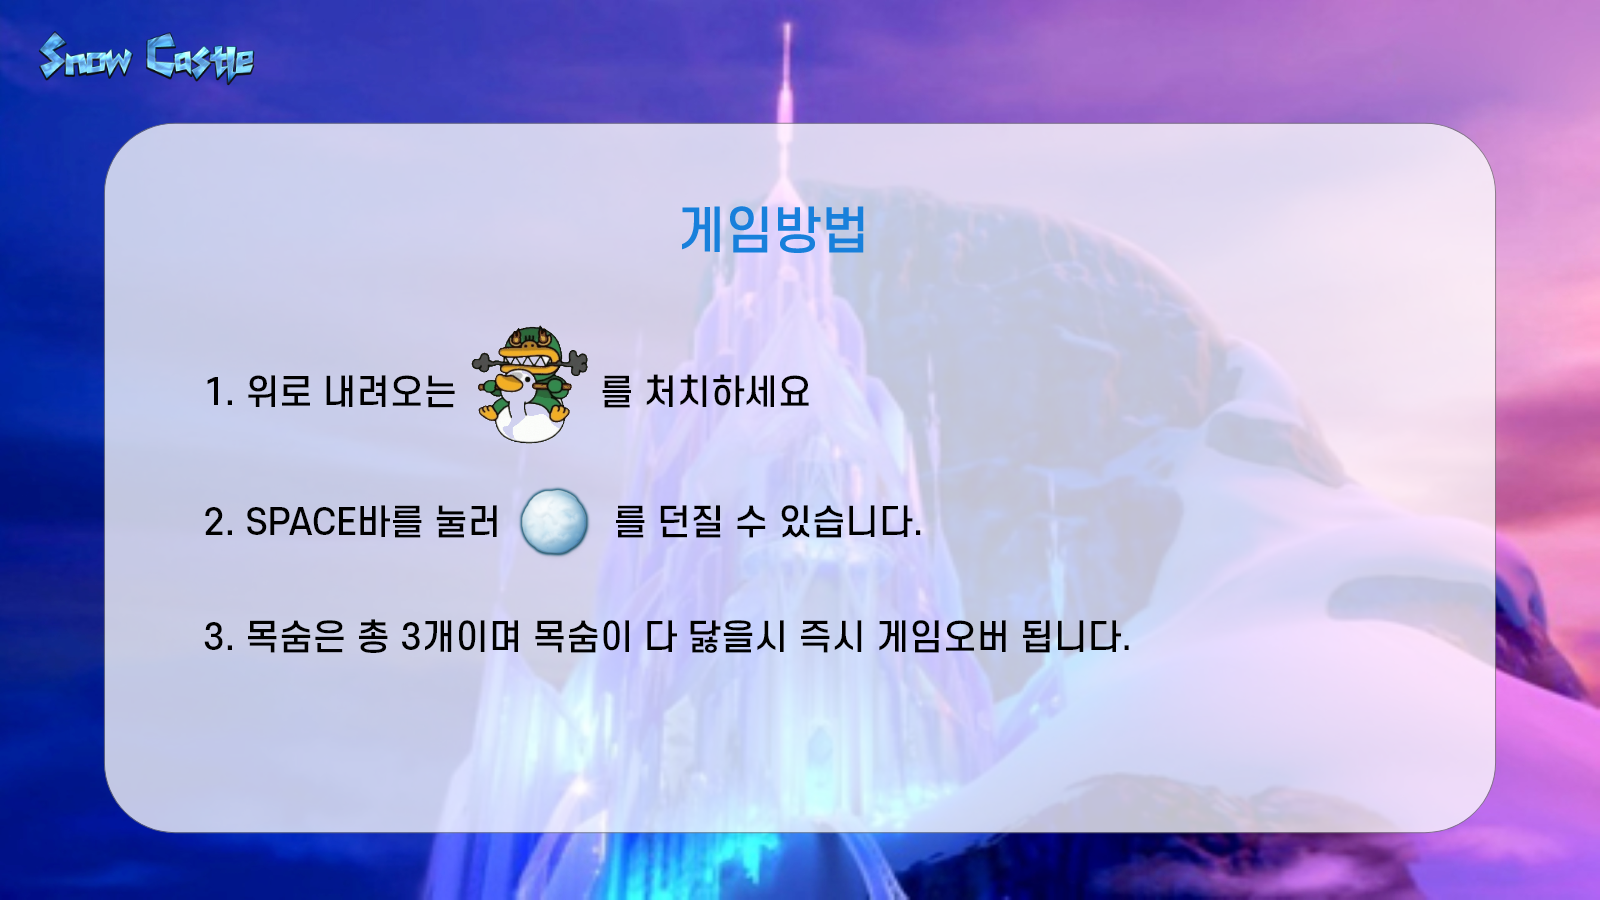 Snow Castle
게임방법
1. 위로 내려오는 를 처치하세요
2. SPACE바를 눌러 를 던질 수 있습니다.
3. 목숨은 총 3개이며 목숨이 다 닳을시 즉시 게임오버 됩니다.